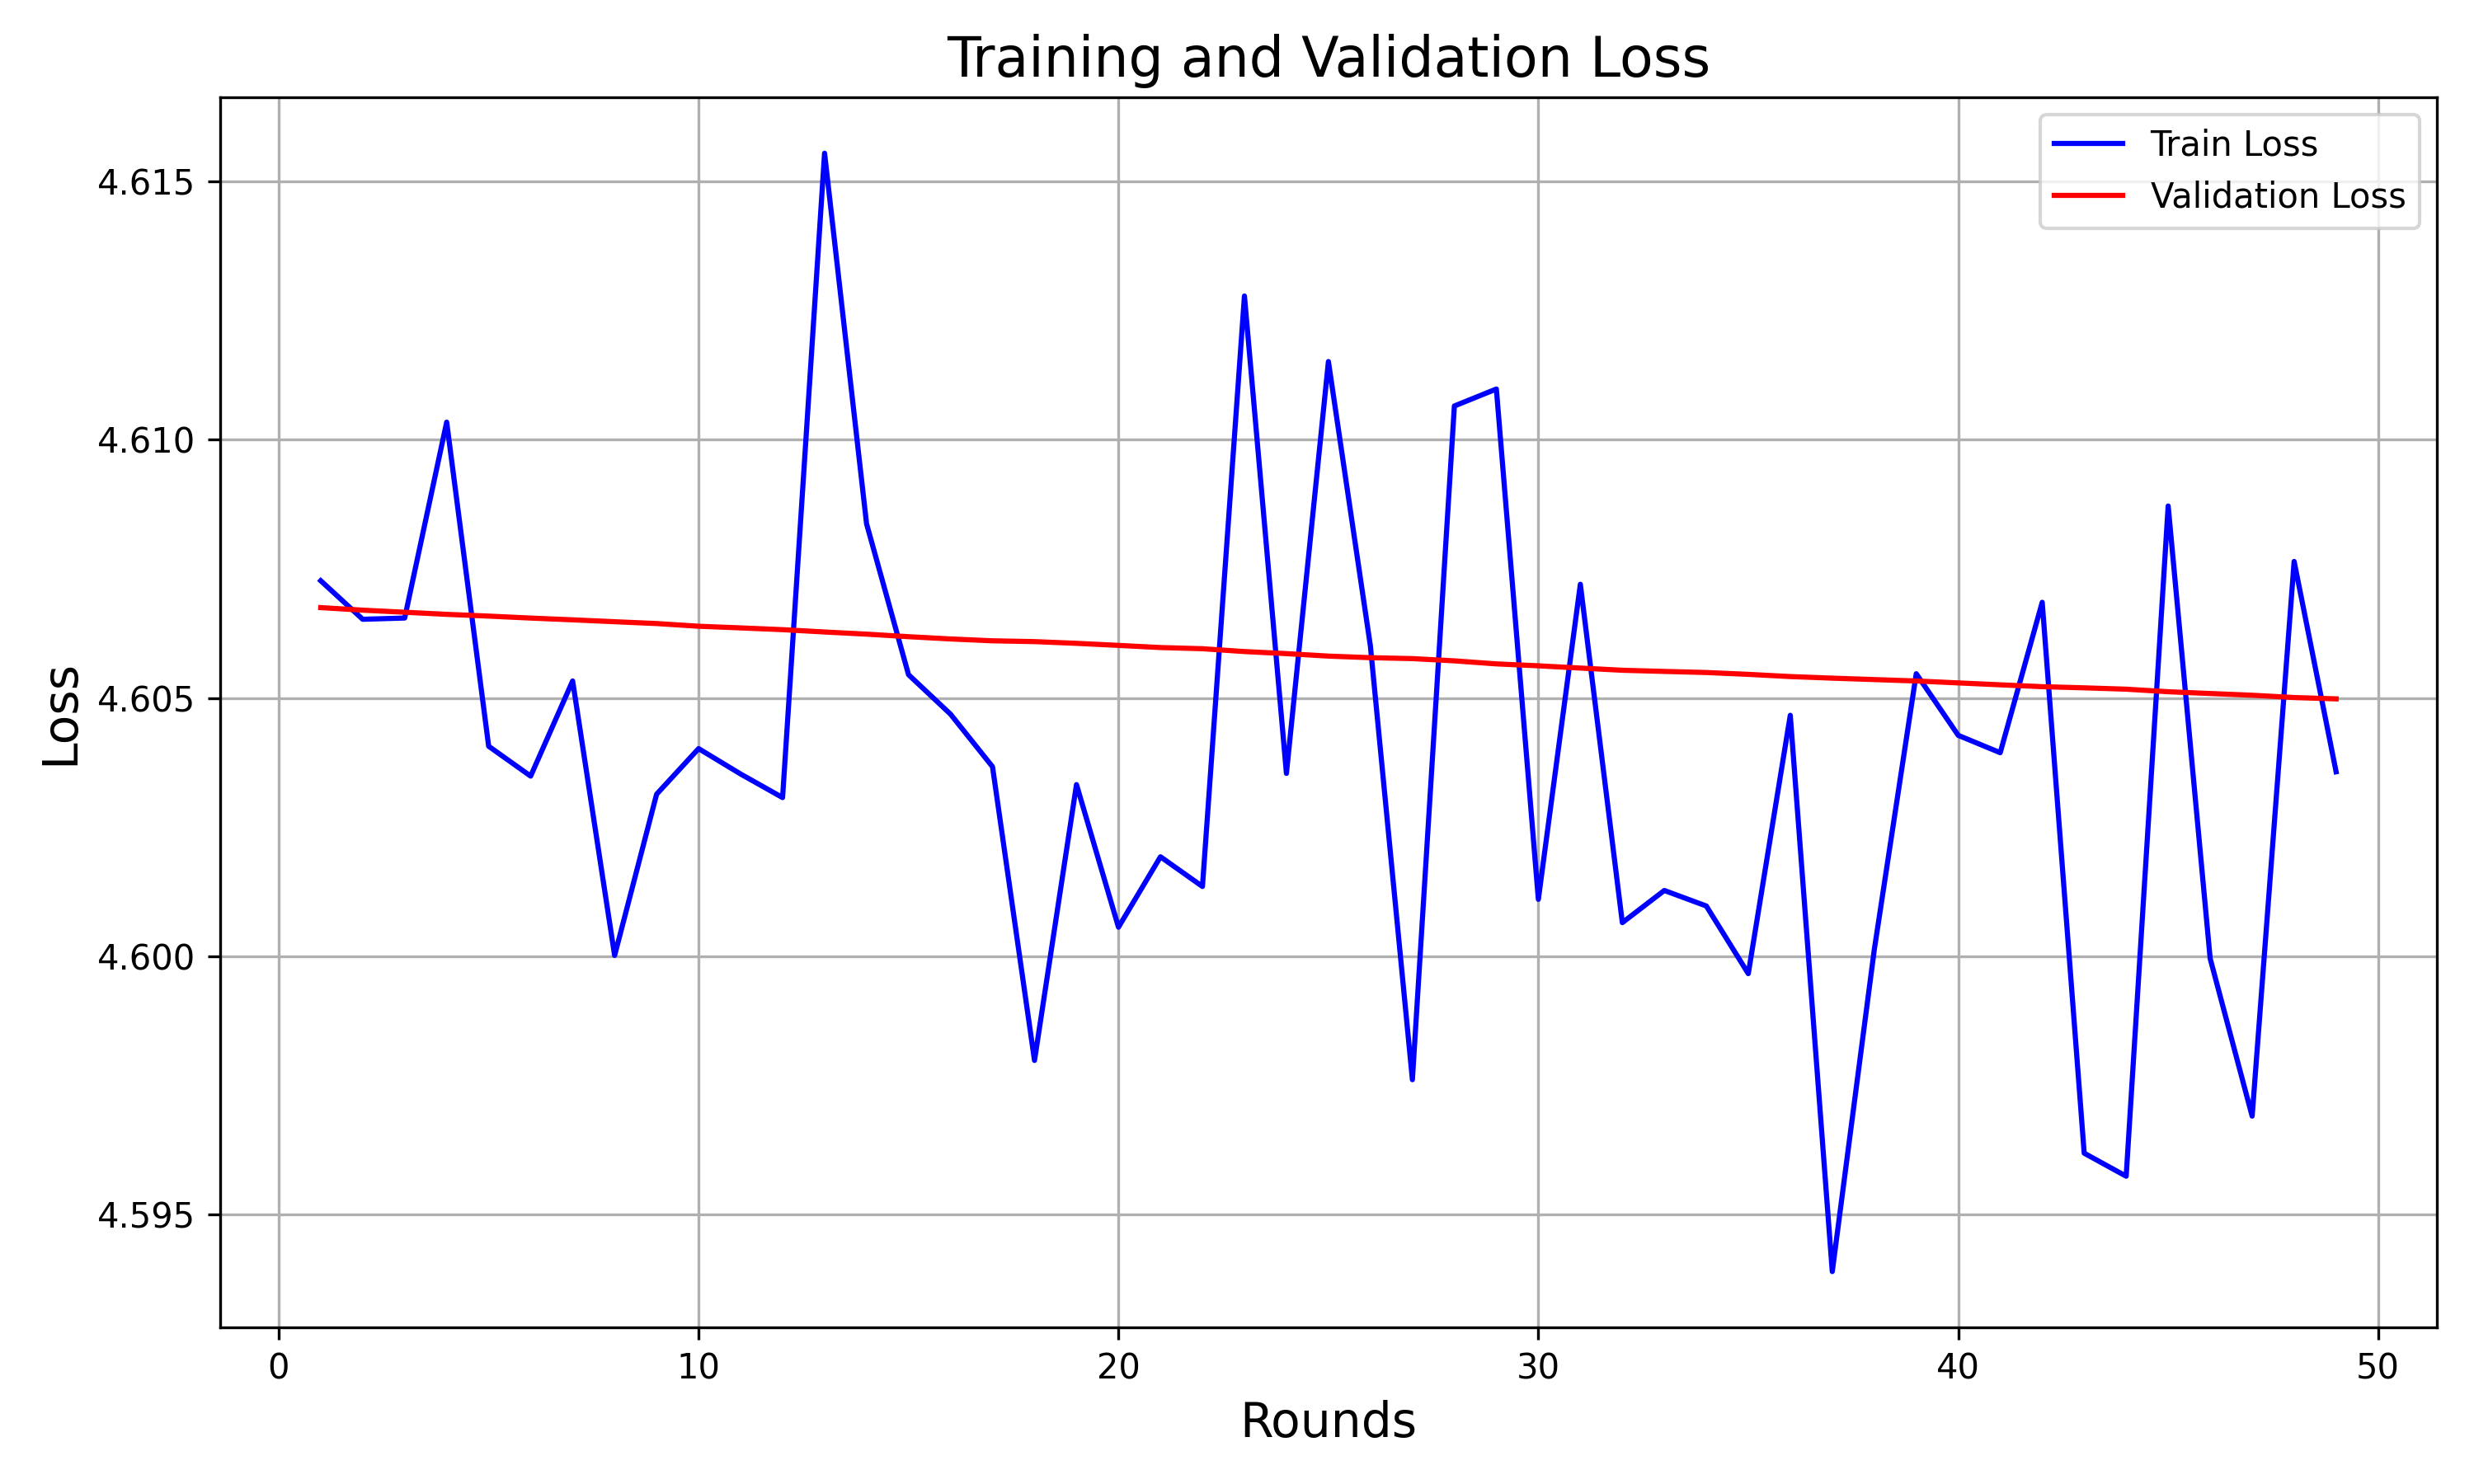 Training and Validation Loss
Train Loss
Validation Loss
4.615
4.610
4.605
4.600
4.595
Loss
0 10 20 30 40 50
Rounds